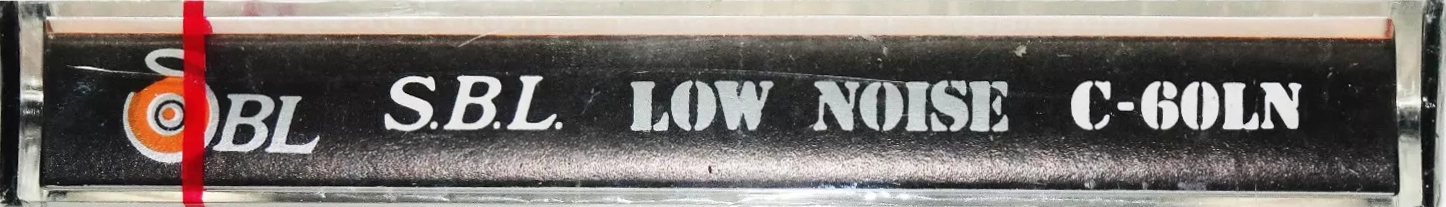 SBL S.B.L. LOW NOISE C-60LN